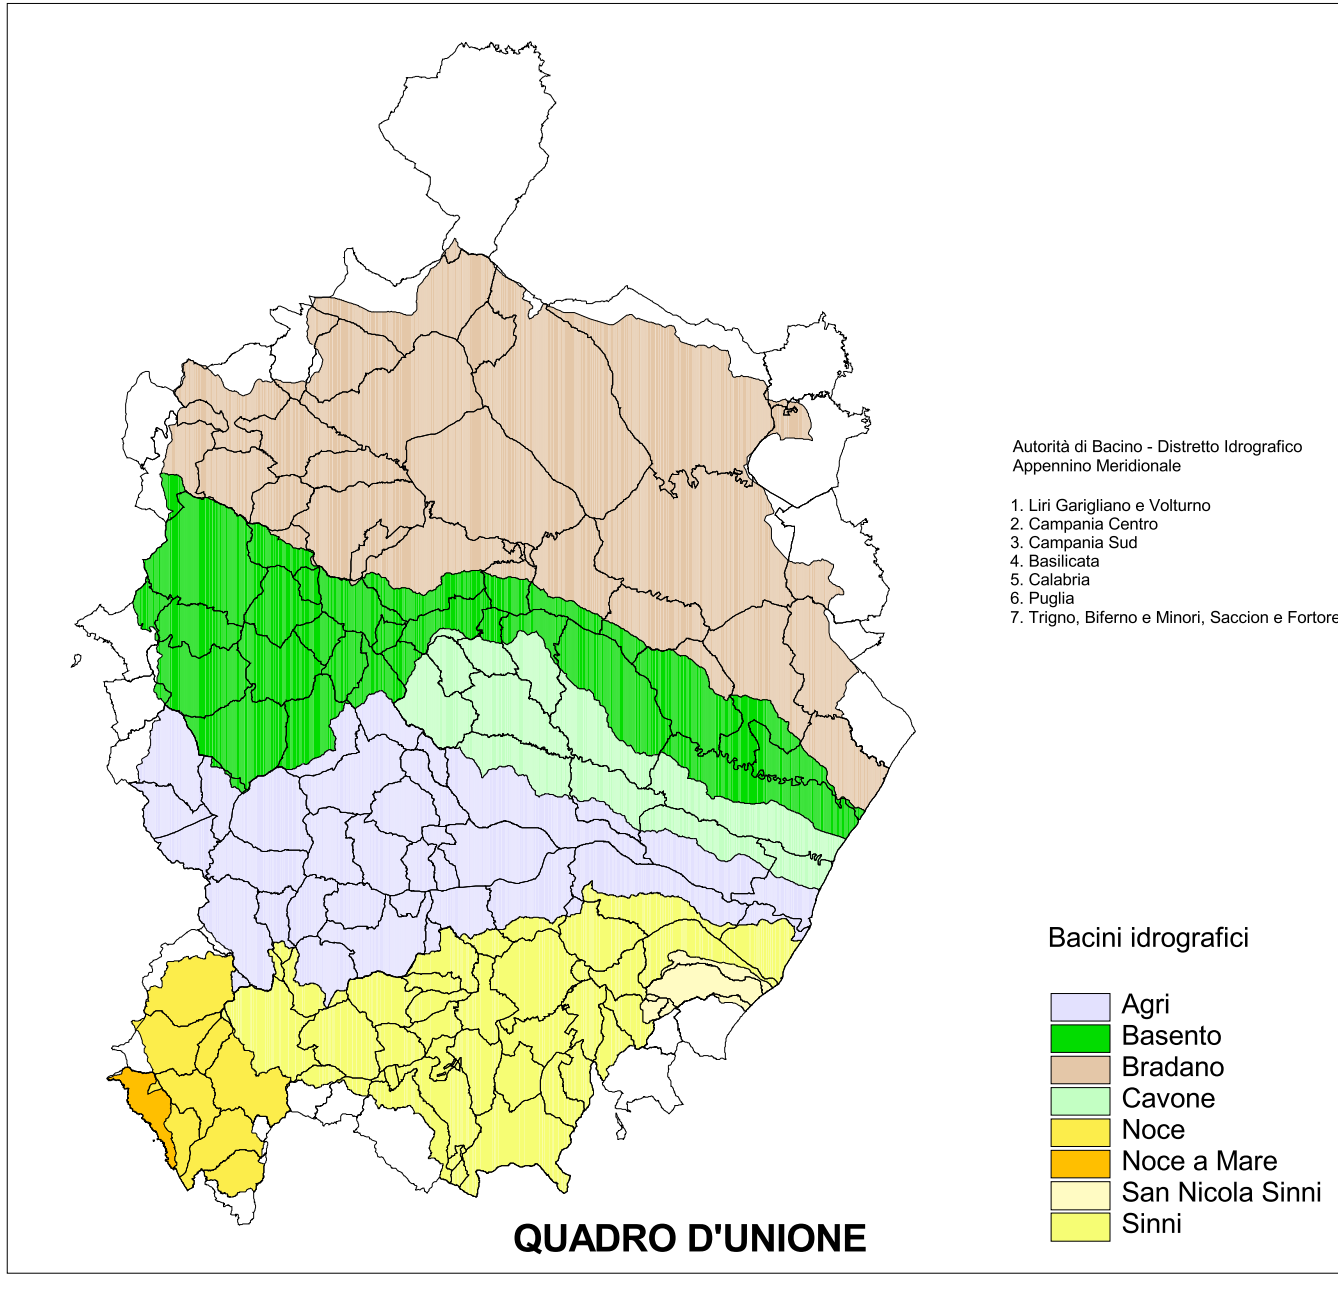 Autorità di Bacino - Distretto Idrografico
Appennino Meridionale
1. Liri Garigliano e Volturno
2. Campania Centro
3. Campania Sud
4. Basilicata
5. Calabria
6. Puglia
7. Trigno, Biferno e Minori, Saccion e Fortore
Bacini idrografici
Agri
Basento
Bradano
Cavone
Noce
Noce a Mare
San Nicola Sinni
Sinni
QUADRO D'UNIONE